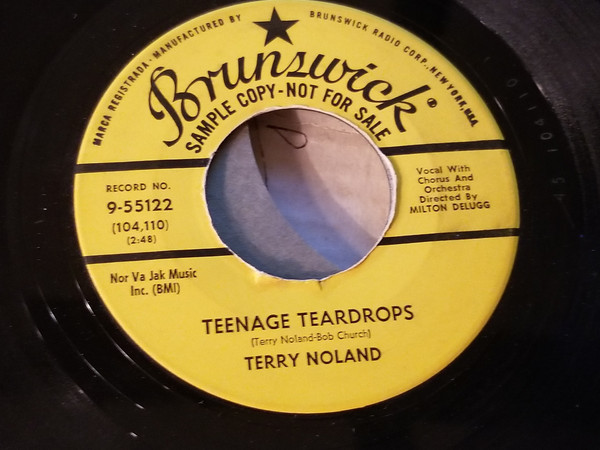 MARCA REGISTRADA - MANUFACTURED BY BRUNSWICK RADIO CORP., NEW YORK, USA
Brunswick®
SAMPLE COPY-NOT FOR SALE
RECORD NO.
9-55122
(104,110)
(2:48)
Vocal With
Chorus And
Orchestra
Directed By
MILTON DELUGG
Nor Va Jak Music
Inc. (BMI)
TEENAGE TEARDROPS
(Terry Noland-Bob Church)
TERRY NOLAND